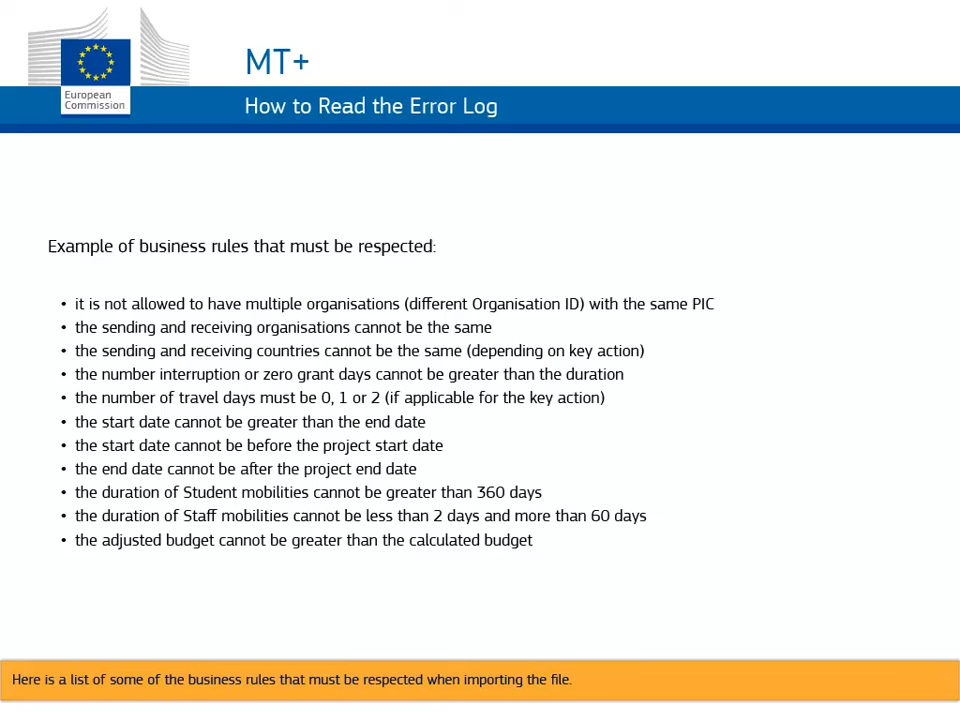 MT+
European
Commission
How to Read the Error Log
Example of business rules that must be respected:
• it is not allowed to have multiple organisations (different Organisation ID) with the same PIC
• the sending and receiving organisations cannot be the same
• the sending and receiving countries cannot be the same (depending on key action)
• the number interruption or zero grant days cannot be greater than the duration
• the number of travel days must be 0, 1 or 2 (if applicable for the key action)
• the start date cannot be greater than the end date
• the start date cannot be before the project start date
• the end date cannot be after the project end date
• the duration of Student mobilities cannot be greater than 360 days
• the duration of Staff mobilities cannot be less than 2 days and more than 60 days
• the adjusted budget cannot be greater than the calculated budget
Here is a list of some of the business rules that must be respected when importing the file.